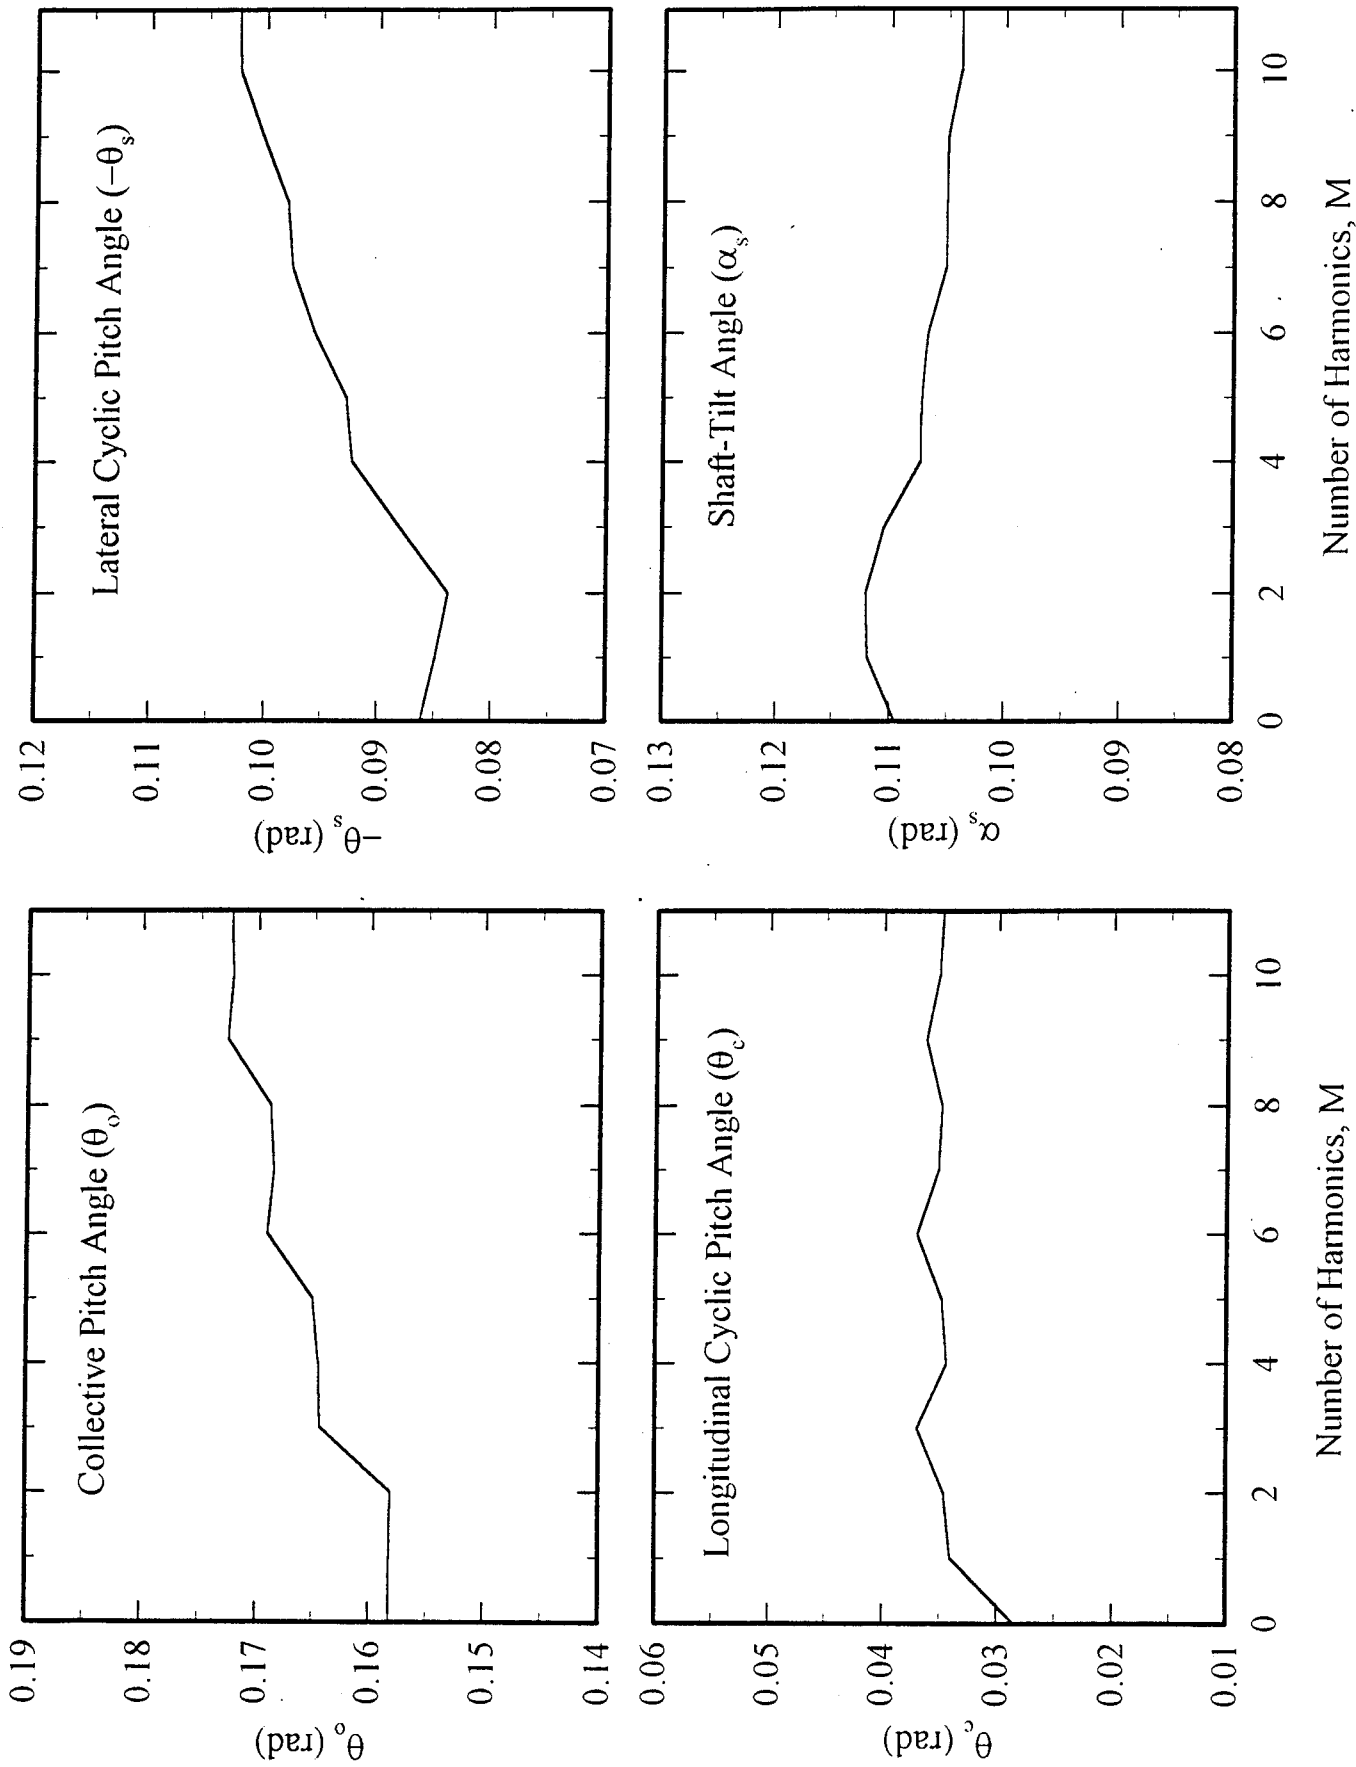 Collective Pitch Angle (θo)
θo (rad)
0.19
0.18
0.17
0.16
0.15
0.14
Lateral Cyclic Pitch Angle (−θs)
−θs (rad)
0.12
0.11
0.10
0.09
0.08
0.07
Longitudinal Cyclic Pitch Angle (θc)
θc (rad)
0.06
0.05
0.04
0.03
0.02
0.01
0 2 4 6 8 10
Number of Harmonics, M
Shaft-Tilt Angle (αs)
αs (rad)
0.13
0.12
0.11
0.10
0.09
0.08
0 2 4 6 8 10
Number of Harmonics, M